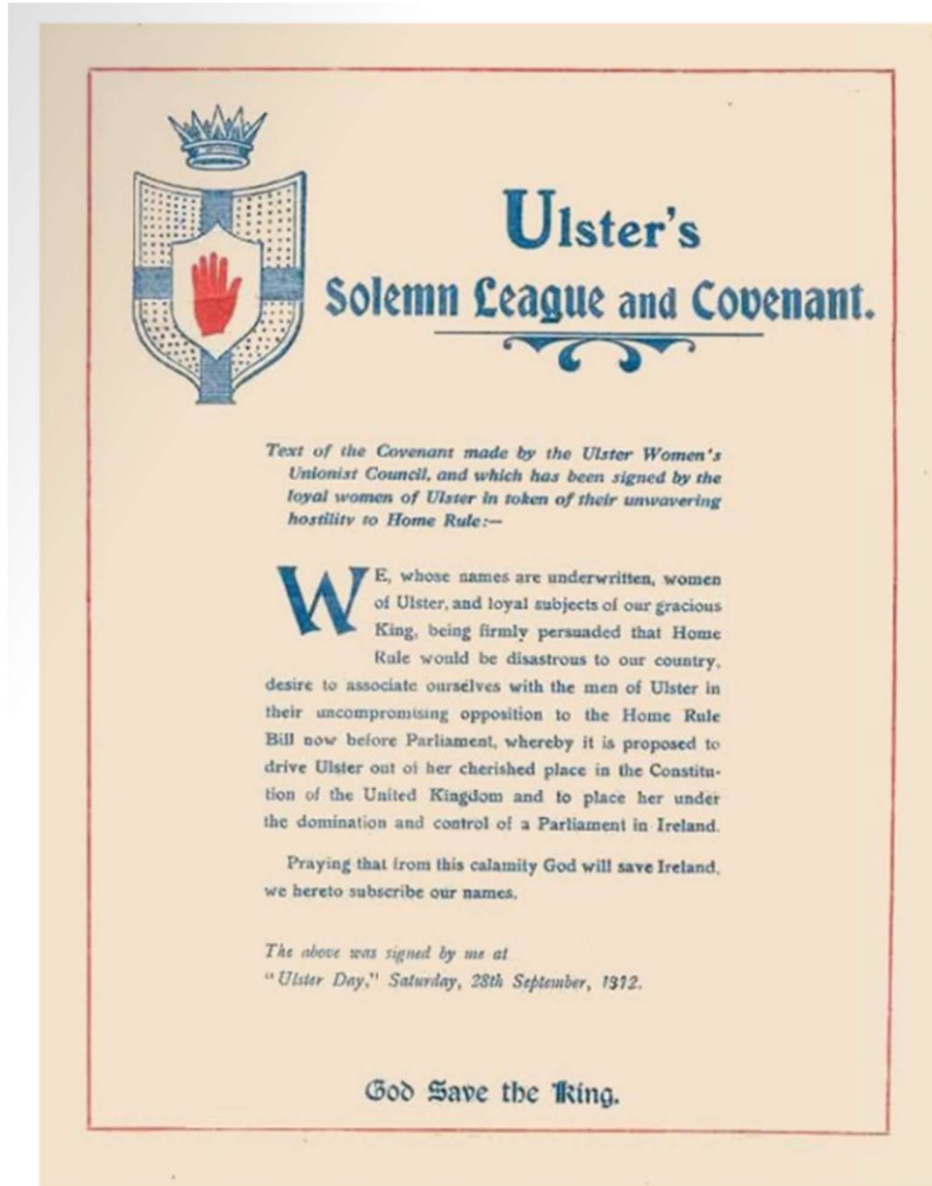 Ulster's
Solemn League and Covenant.
Text of the Covenant made by the Ulster Women's
Unionist Council, and which has been signed by the
loyal women of Ulster in token of their unwavering
hostility to Home Rule:—
WE, whose names are underwritten, women
of Ulster, and loyal subjects of our gracious
King, being firmly persuaded that Home
Rule would be disastrous to our country,
desire to associate ourselves with the men of Ulster in
their uncompromising opposition to the Home Rule
Bill now before Parliament, whereby it is proposed to
drive Ulster out of her cherished place in the Constitu-
tion of the United Kingdom and to place her under
the domination and control of a Parliament in Ireland.
Praying that from this calamity God will save Ireland,
we hereto subscribe our names.
The above was signed by me at
"Ulster Day," Saturday, 28th September, 1912.
God Save the King.